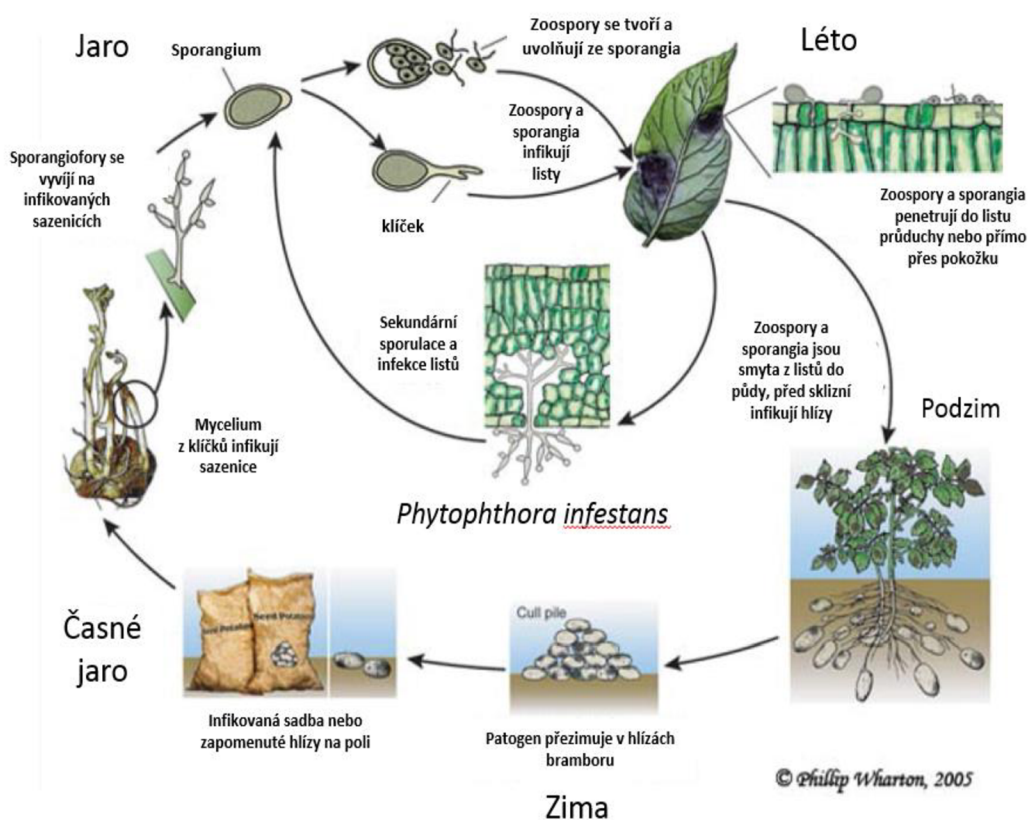 Jaro
Sporangium
Zoospory se tvoří a
uvolňují ze sporangia
Léto
Zoospory a
sporangia
infikují
listy
Sporangiofory se
vyvíjí na
infikovaných
sazenicích
klíček
Zoospory a sporangia
penetrují do listu
průduchy nebo přímo
přes pokožku
Sekundární
sporulace a
infekce listů
Zoospory a
sporangia jsou
smyta z listů do
půdy, před sklizní
infikují hlízy
Podzim
Mycelium
z klíčků infikují
sazenice
Phytophthora infestans
Časné
jaro
Seed Potatoes
Cull pile
Infikovaná sadba nebo
zapomenuté hlízy na poli
Patogen přezimuje v hlízách
bramboru
Zima
© Phillip Wharton, 2005